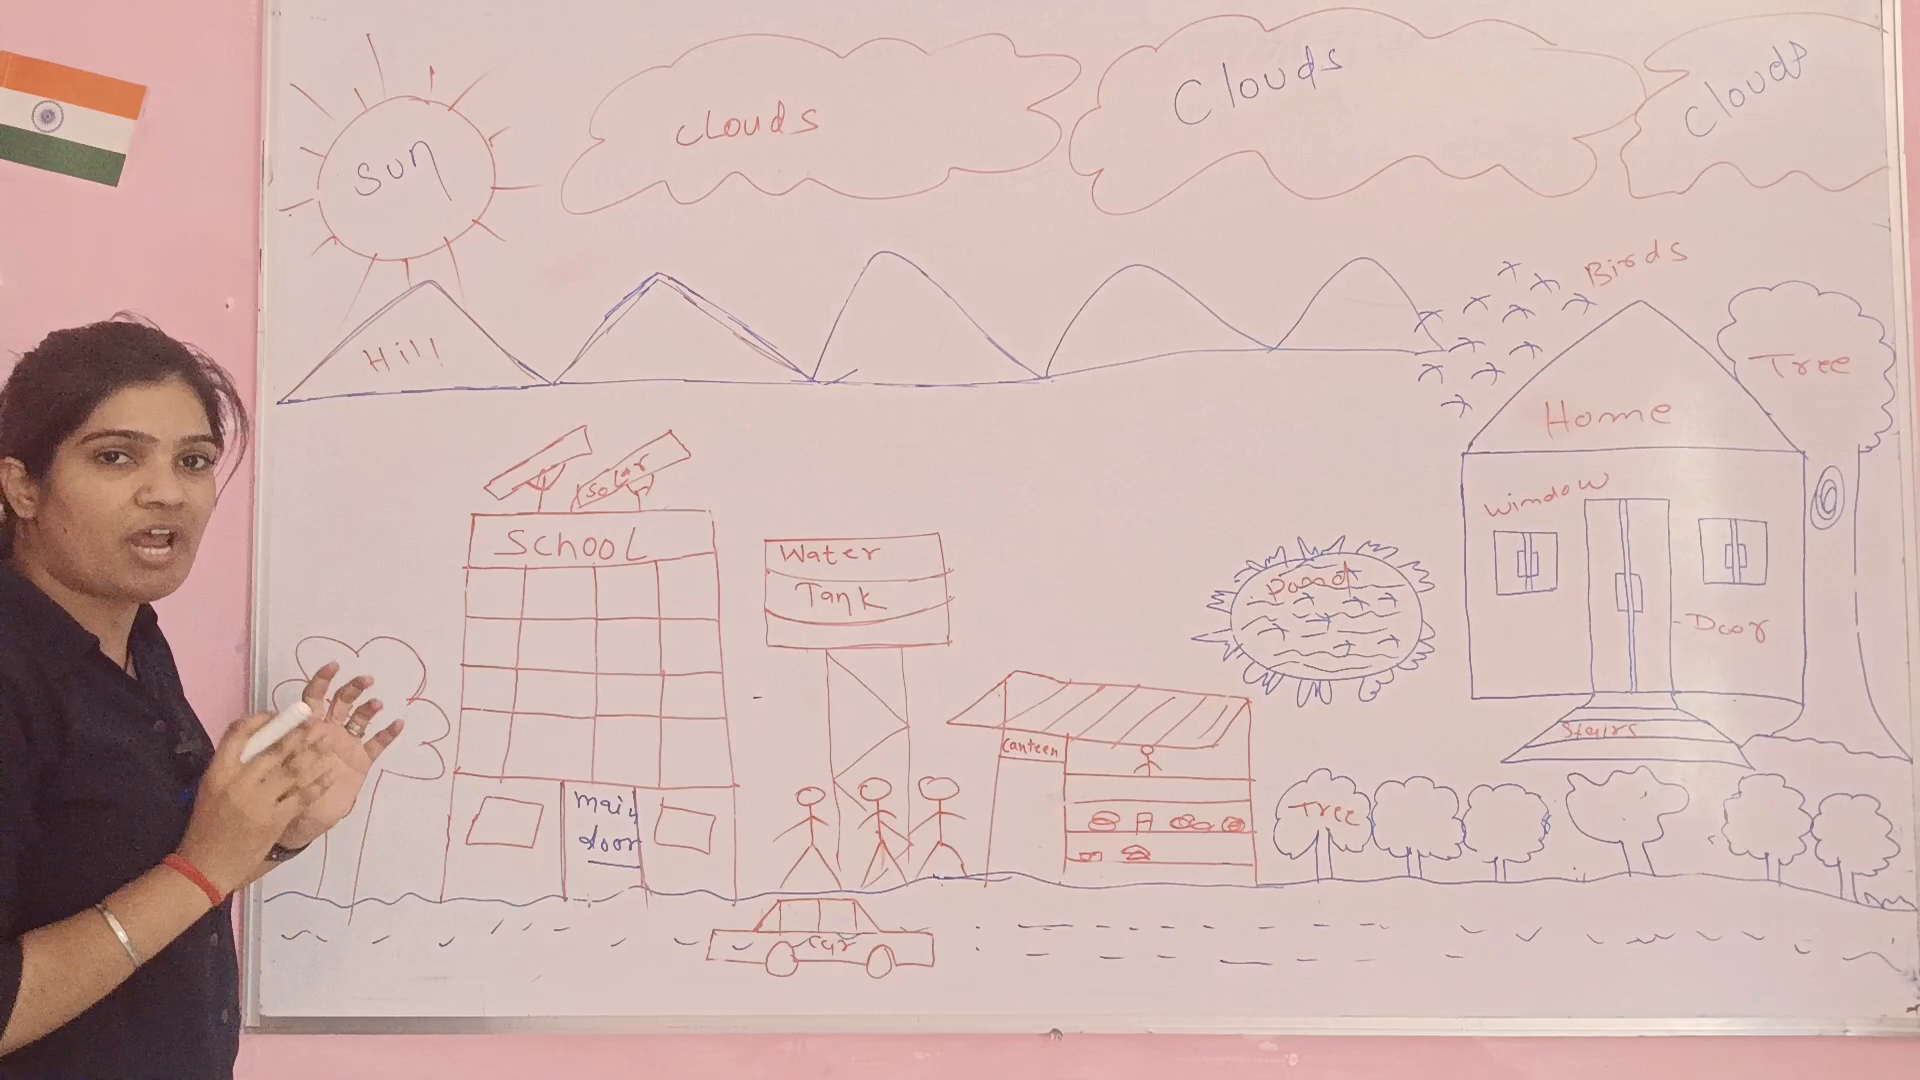 Sun
Clouds
Clouds
Clouds
Birds
Hill
Tree
Home
Solar
Window
SCHOOL
Water
Tank
Door
Stairs
Canteen
Main
door
Tree
Car